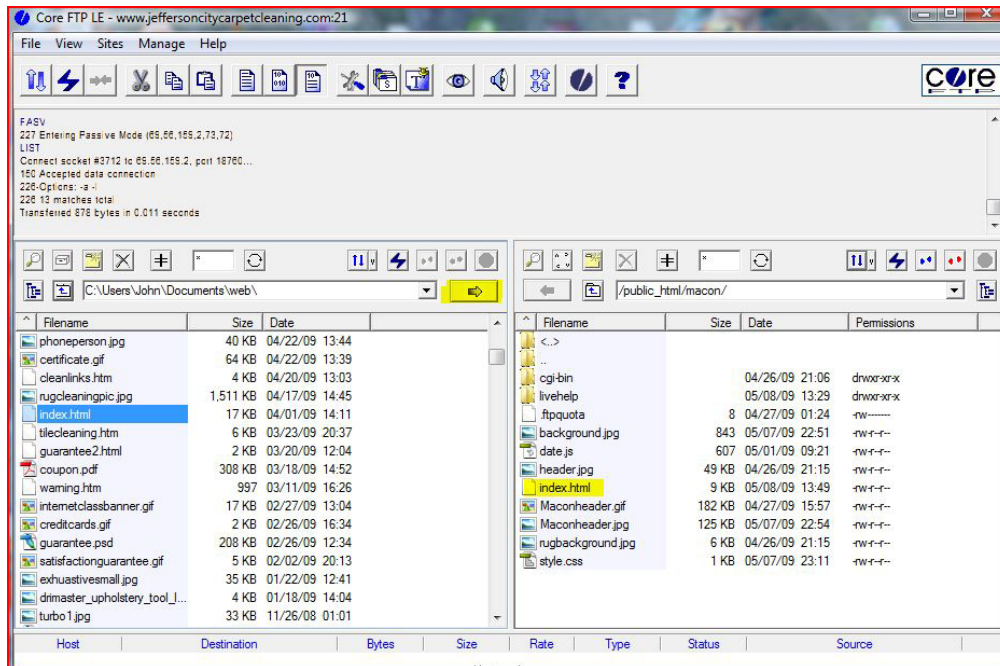 Core FTP LE - www.jeffersoncitycarpetcleaning.com:21
File View Sites Manage Help
CORE
PASV
227 Entering Passive Mode (69,56,159,2,73,72)
LIST
Connect socket #3712 to 69.56.159.2, port 18760...
150 Accepted data connection
226-Options: -a -l
226 13 matches total
Transferred 878 bytes in 0.011 seconds
C:\Users\John\Documents\web\
Filename Size Date
phoneperson.jpg 40 KB 04/22/09 13:44
certificate.gif 64 KB 04/22/09 13:39
cleanlinks.htm 4 KB 04/20/09 13:03
rugcleaningpic.jpg 1,511 KB 04/17/09 14:45
index.html 17 KB 04/01/09 14:11
tilecleaning.htm 6 KB 03/23/09 20:37
guarantee2.html 2 KB 03/20/09 12:04
coupon.pdf 308 KB 03/18/09 14:52
warning.htm 997 03/11/09 16:26
internetclassbanner.gif 17 KB 02/27/09 13:04
creditcards.gif 2 KB 02/26/09 16:34
guarantee.psd 208 KB 02/26/09 12:34
satisfactionguarantee.gif 5 KB 02/02/09 20:13
exhuastivesmall.jpg 35 KB 01/22/09 12:41
drimaster_upholstery_tool_l... 4 KB 01/18/09 14:04
turbo1.jpg 33 KB 11/26/08 01:01
/public_html/macon/
Filename Size Date Permissions
<..>
..
cgi-bin 04/26/09 21:06 drwxr-xr-x
livehelp 05/08/09 13:29 drwxr-xr-x
.ftpquota 8 04/27/09 01:24 -rw-------
background.jpg 843 05/07/09 22:51 -rw-r--r--
date.js 607 05/01/09 09:21 -rw-r--r--
header.jpg 49 KB 04/26/09 21:15 -rw-r--r--
index.html 9 KB 05/08/09 13:49 -rw-r--r--
Maconheader.gif 182 KB 04/27/09 15:57 -rw-r--r--
Maconheader.jpg 125 KB 05/07/09 22:54 -rw-r--r--
rugbackground.jpg 6 KB 04/26/09 21:15 -rw-r--r--
style.css 1 KB 05/07/09 23:11 -rw-r--r--
Host Destination Bytes Size Rate Type Status Source